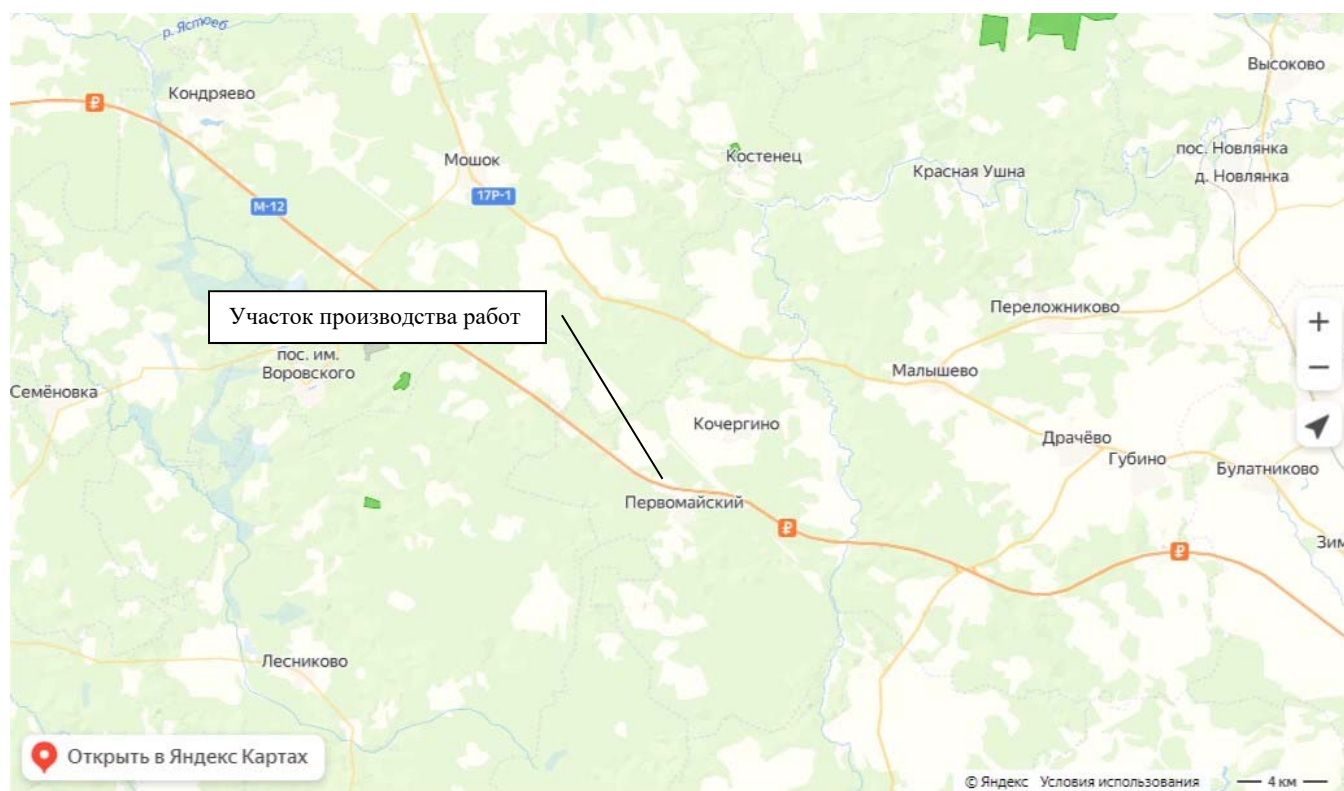 р. Ястреб
Высоково
₽
Кондряево
пос. Новлянка
Мошок
Костенец
Красная Ушна
д. Новлянка
17Р-1
М-12
Переложниково
Участок производства работ
+
пос. им.
Воровского
−
Малышево
Семёновка
Кочергино
Драчёво
Губино
Булатниково
Первомайский
₽
Зим
₽
Лесниково
Открыть в Яндекс Картах
© Яндекс Условия использования
4 км